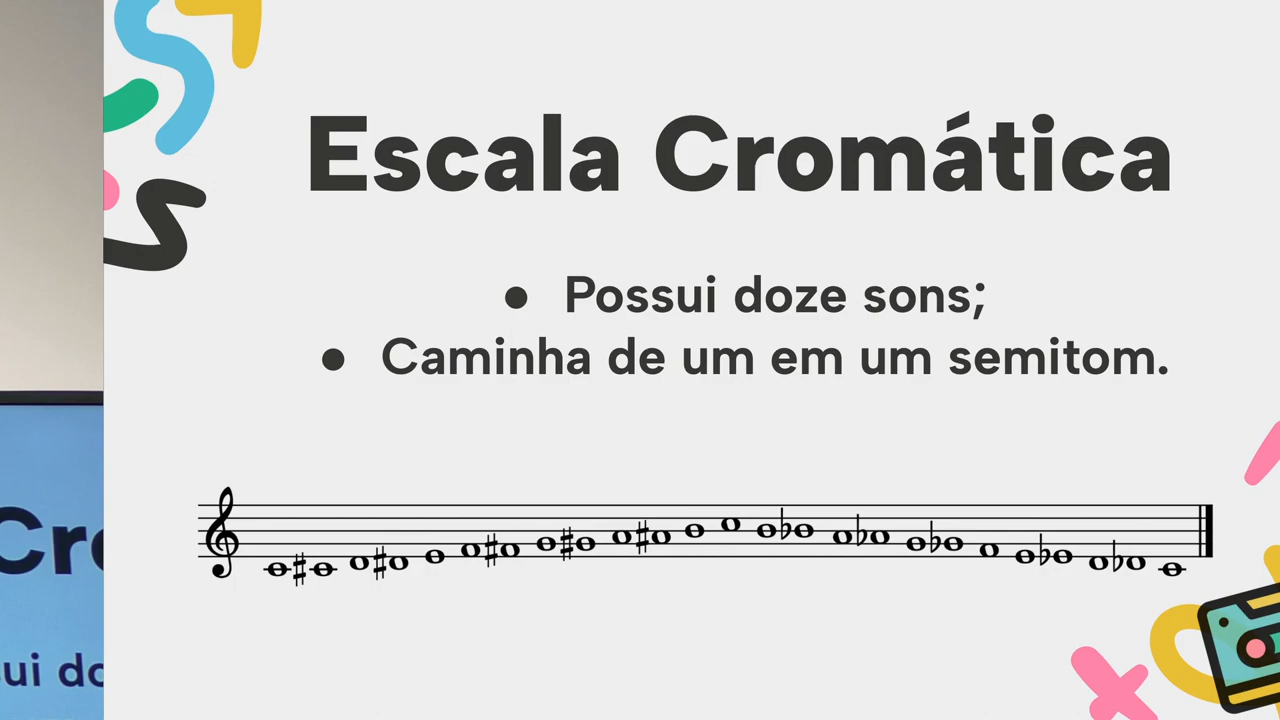 Escala Cromática
● Possui doze sons;
● Caminha de um em um semitom.